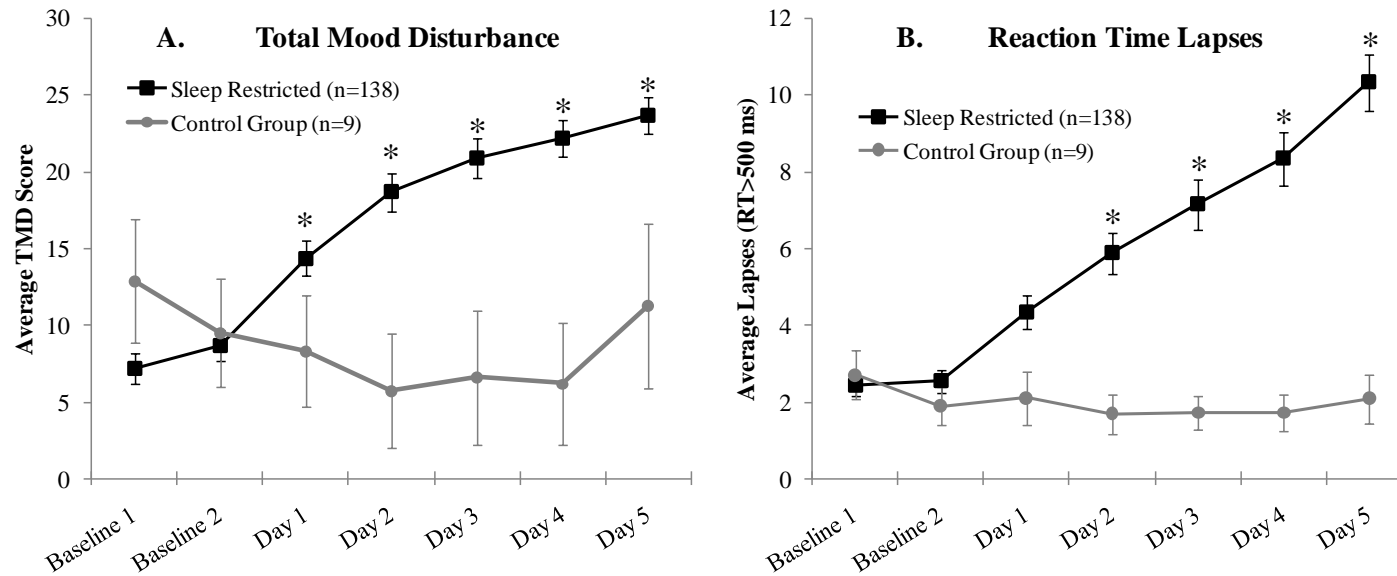 A. Total Mood Disturbance
Sleep Restricted (n=138)
Control Group (n=9)
Average TMD Score
30
25
20
15
10
5
0
* * * * *
Baseline 1 Baseline 2 Day 1 Day 2 Day 3 Day 4 Day 5
B. Reaction Time Lapses
Sleep Restricted (n=138)
Control Group (n=9)
Average Lapses (RT>500 ms)
12
10
8
6
4
2
0
* * * *
Baseline 1 Baseline 2 Day 1 Day 2 Day 3 Day 4 Day 5